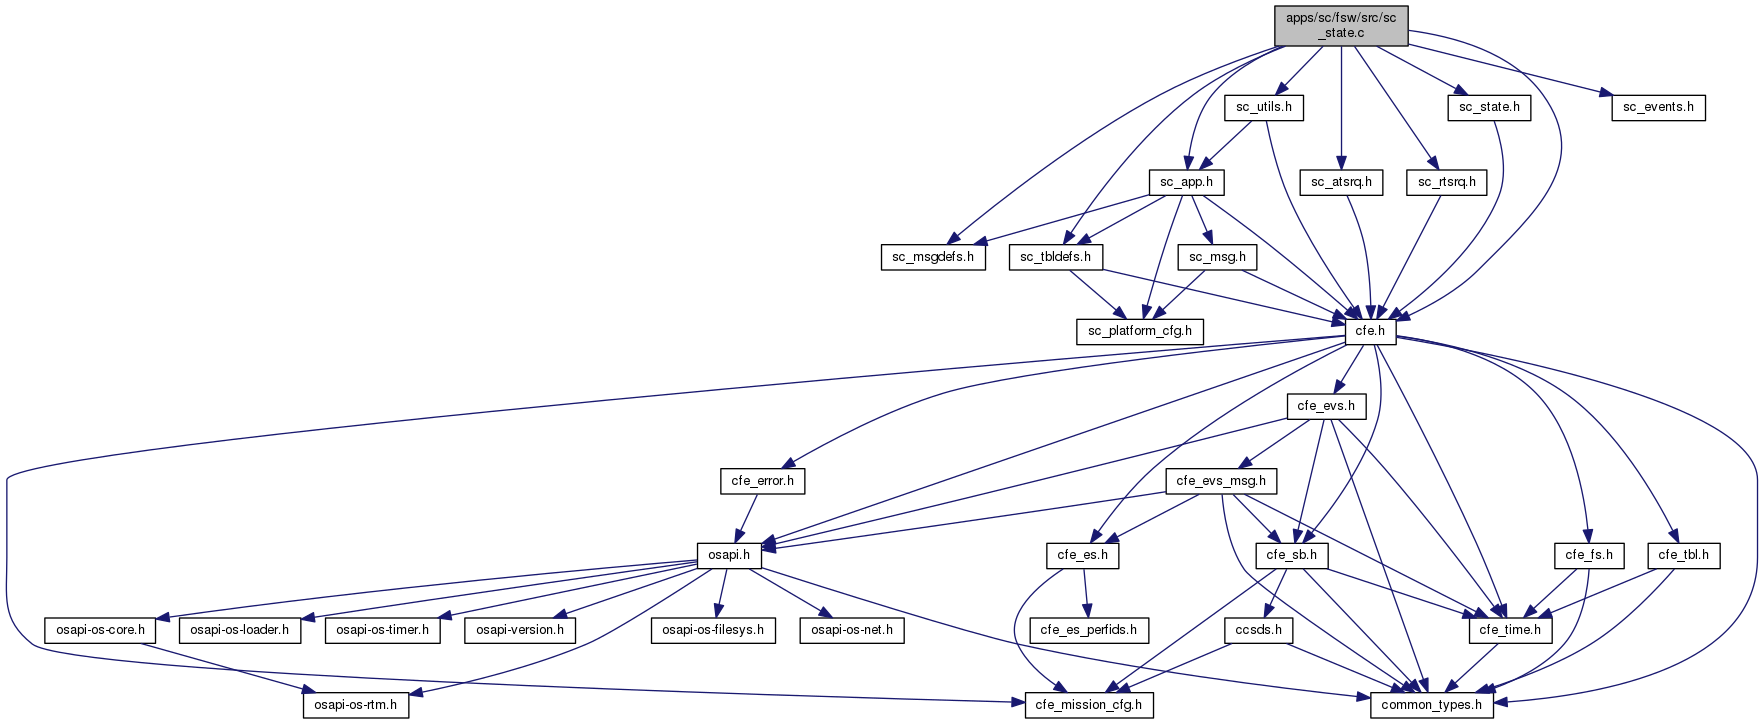 apps/sc/fsw/src/sc
_state.c
sc_utils.h
sc_state.h
sc_events.h
sc_app.h
sc_atsrq.h
sc_rtsrq.h
sc_msgdefs.h
sc_tbldefs.h
sc_msg.h
sc_platform_cfg.h
cfe.h
cfe_evs.h
cfe_error.h
cfe_evs_msg.h
osapi.h
cfe_es.h
cfe_sb.h
cfe_fs.h
cfe_tbl.h
osapi-os-core.h
osapi-os-loader.h
osapi-os-timer.h
osapi-version.h
osapi-os-filesys.h
osapi-os-net.h
cfe_es_perfids.h
ccsds.h
cfe_time.h
osapi-os-rtm.h
cfe_mission_cfg.h
common_types.h